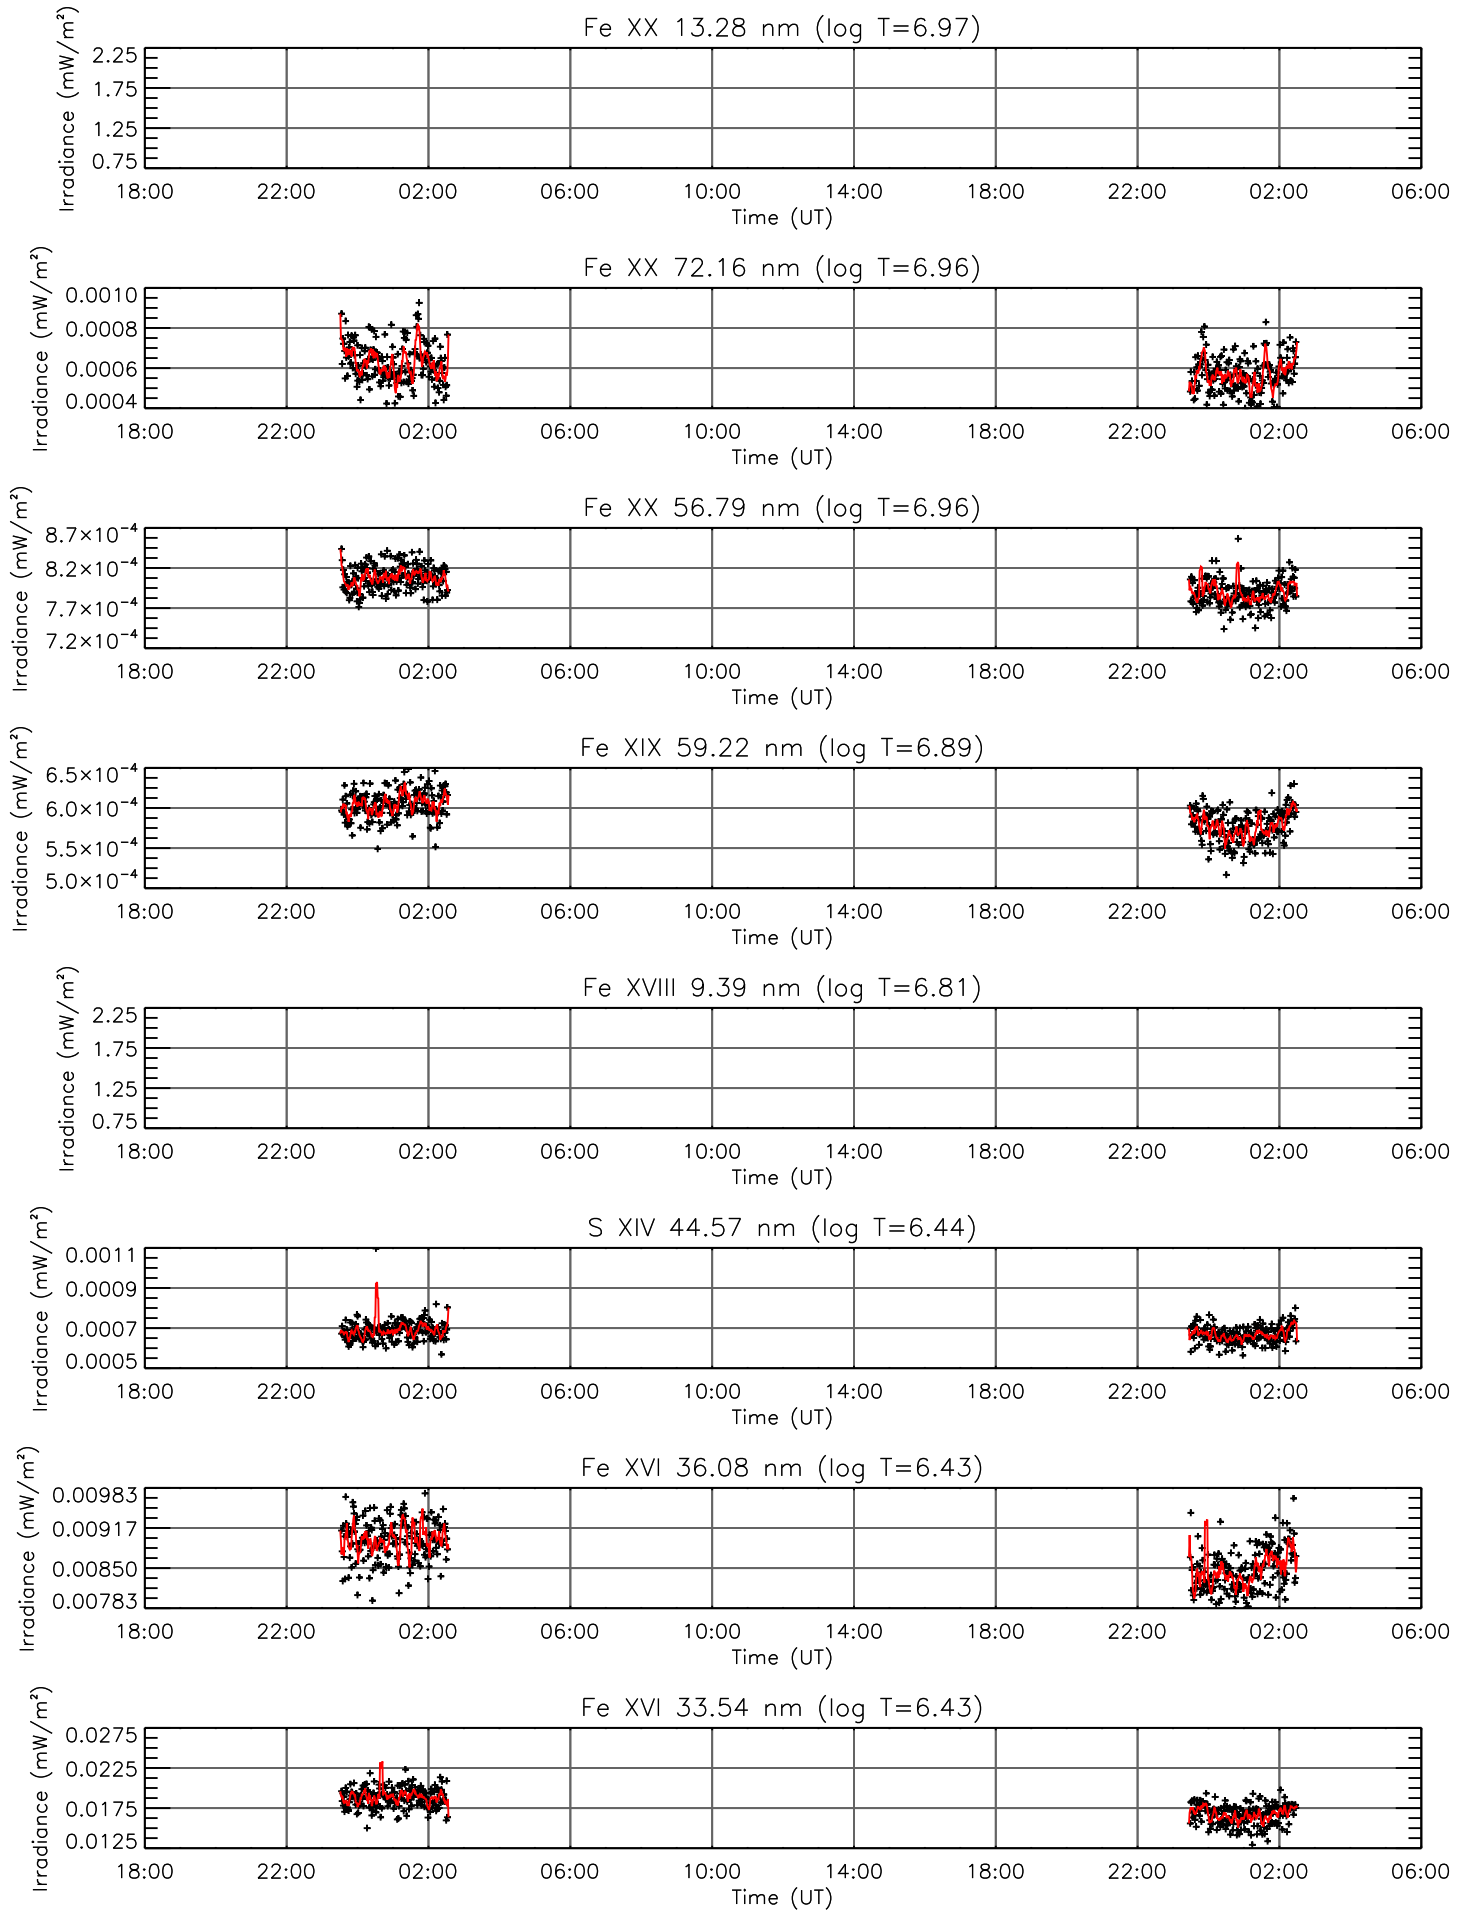 Fe XX 13.28 nm (log T=6.97)
Irradiance (mW/m²)
2.25
1.75
1.25
0.75
18:00 22:00 02:00 06:00 10:00 14:00 18:00 22:00 02:00 06:00
Time (UT)
Fe XX 72.16 nm (log T=6.96)
Irradiance (mW/m²)
0.0010
0.0008
0.0006
0.0004
18:00 22:00 02:00 06:00 10:00 14:00 18:00 22:00 02:00 06:00
Time (UT)
Fe XX 56.79 nm (log T=6.96)
Irradiance (mW/m²)
8.7×10⁻⁴
8.2×10⁻⁴
7.7×10⁻⁴
7.2×10⁻⁴
18:00 22:00 02:00 06:00 10:00 14:00 18:00 22:00 02:00 06:00
Time (UT)
Fe XIX 59.22 nm (log T=6.89)
Irradiance (mW/m²)
6.5×10⁻⁴
6.0×10⁻⁴
5.5×10⁻⁴
5.0×10⁻⁴
18:00 22:00 02:00 06:00 10:00 14:00 18:00 22:00 02:00 06:00
Time (UT)
Fe XVIII 9.39 nm (log T=6.81)
Irradiance (mW/m²)
2.25
1.75
1.25
0.75
18:00 22:00 02:00 06:00 10:00 14:00 18:00 22:00 02:00 06:00
Time (UT)
S XIV 44.57 nm (log T=6.44)
Irradiance (mW/m²)
0.0011
0.0009
0.0007
0.0005
18:00 22:00 02:00 06:00 10:00 14:00 18:00 22:00 02:00 06:00
Time (UT)
Fe XVI 36.08 nm (log T=6.43)
Irradiance (mW/m²)
0.00983
0.00917
0.00850
0.00783
18:00 22:00 02:00 06:00 10:00 14:00 18:00 22:00 02:00 06:00
Time (UT)
Fe XVI 33.54 nm (log T=6.43)
Irradiance (mW/m²)
0.0275
0.0225
0.0175
0.0125
18:00 22:00 02:00 06:00 10:00 14:00 18:00 22:00 02:00 06:00
Time (UT)